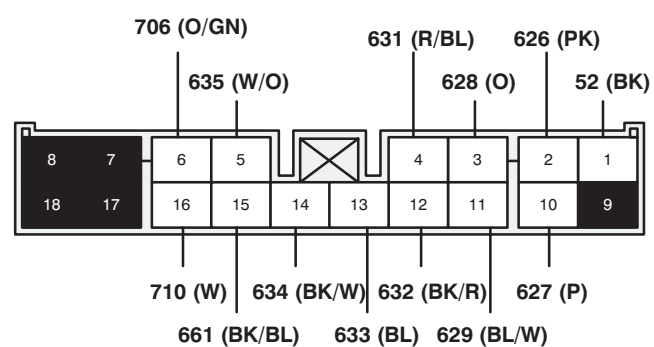 706 (O/GN)
631 (R/BL) 626 (PK)
635 (W/O) 628 (O) 52 (BK)
8 7 6 5 4 3 2 1
18 17 16 15 14 13 12 11 10 9
710 (W) 634 (BK/W) 632 (BK/R) 627 (P)
661 (BK/BL) 633 (BL) 629 (BL/W)